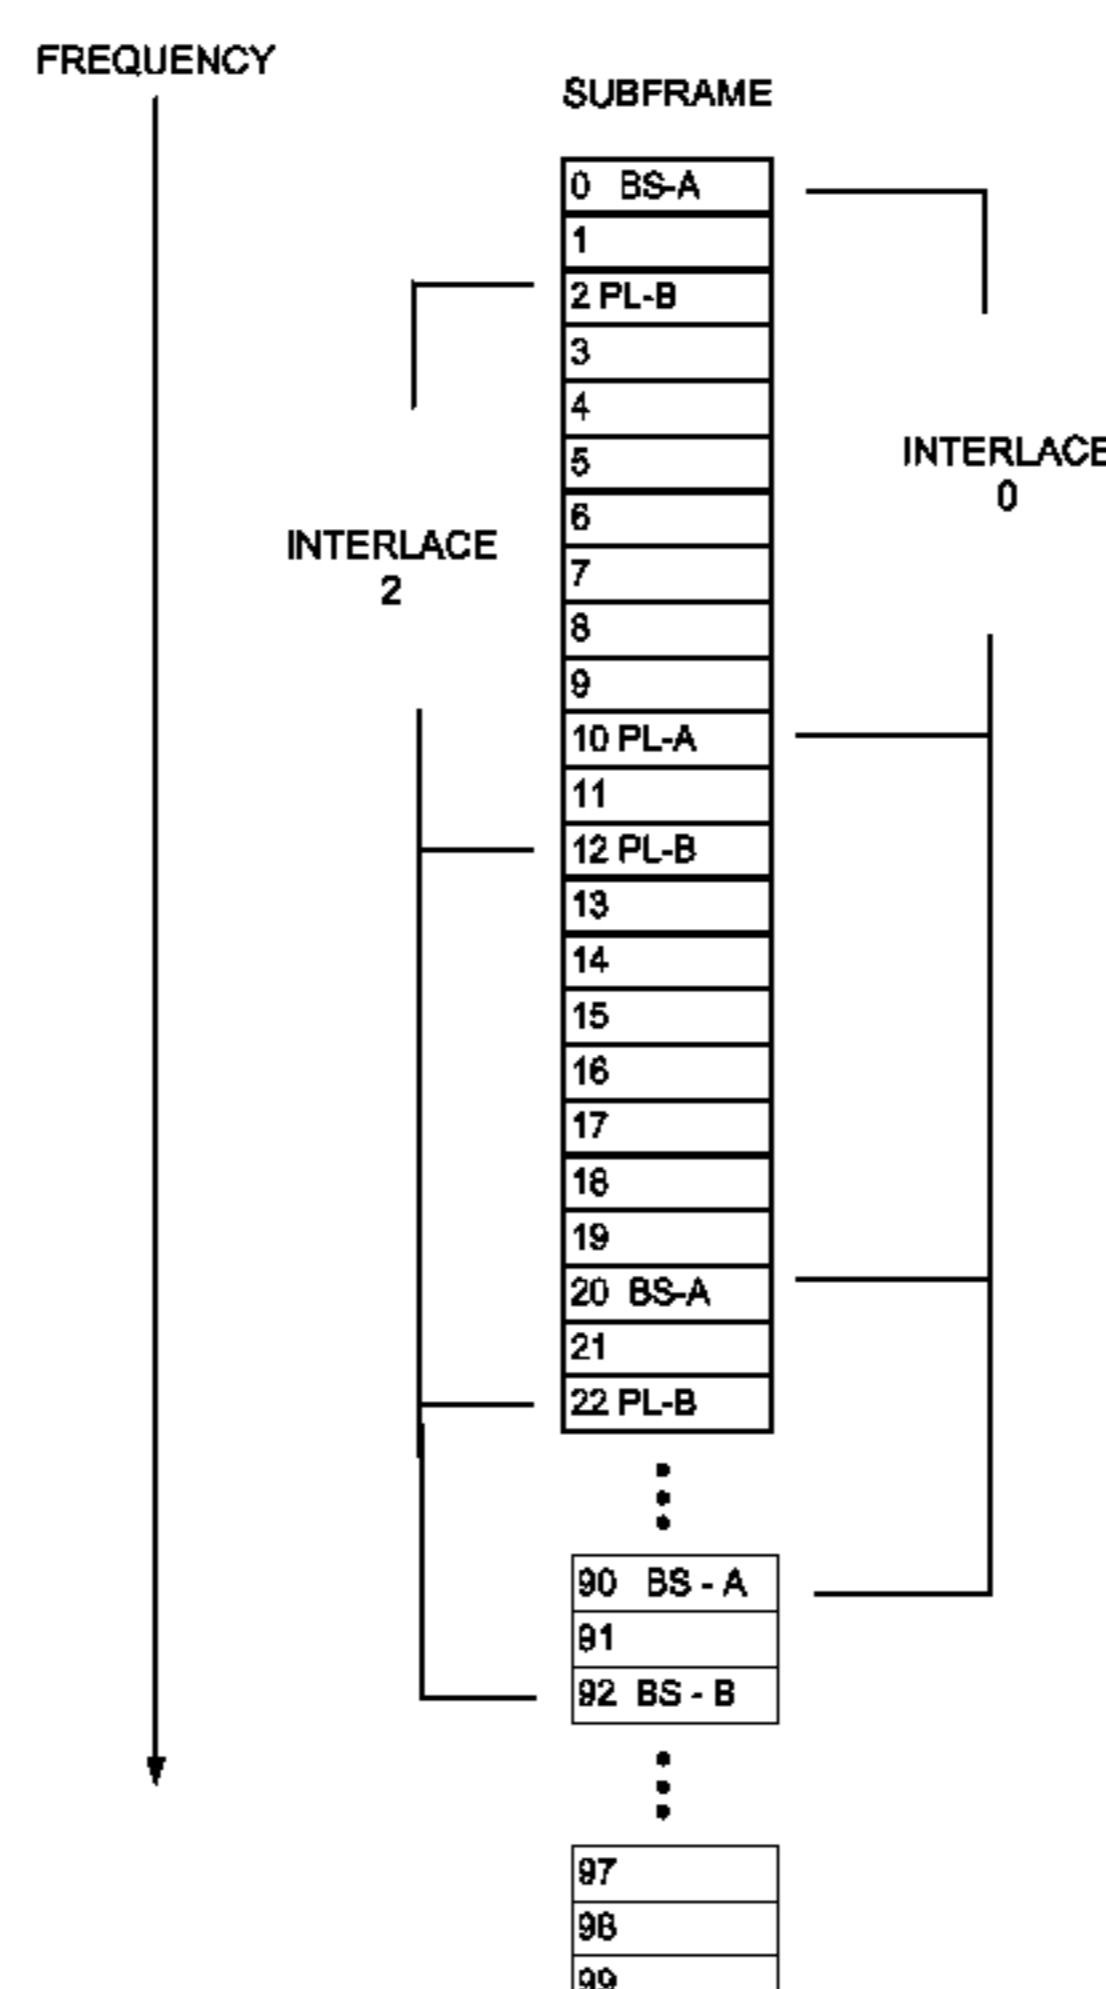 FREQUENCY
SUBFRAME
0 BS-A
1
2 PL-B
3
4
5
6
7
8
9
10 PL-A
11
12 PL-B
13
14
15
16
17
18
19
20 BS-A
21
22 PL-B
90 BS - A
91
92 BS - B
97
98
99
INTERLACE
2
INTERLACE
0